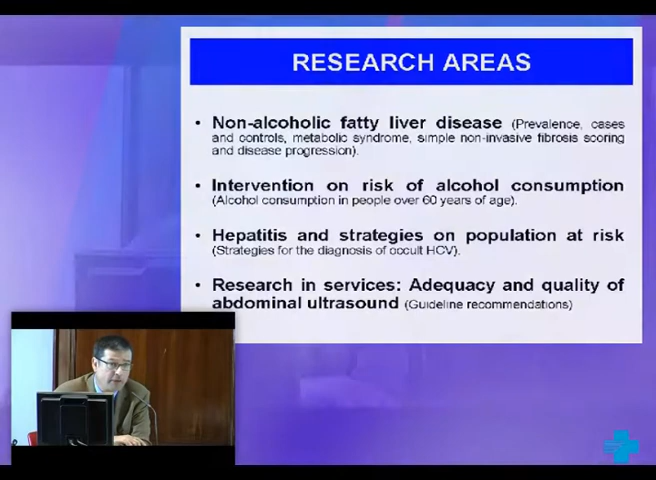 RESEARCH AREAS
• Non-alcoholic fatty liver disease (Prevalence, cases
and controls, metabolic syndrome, simple non-invasive fibrosis scoring
and disease progression).
• Intervention on risk of alcohol consumption
(Alcohol consumption in people over 60 years of age).
• Hepatitis and strategies on population at risk
(Strategies for the diagnosis of occult HCV).
• Research in services: Adequacy and quality of
abdominal ultrasound (Guideline recommendations)